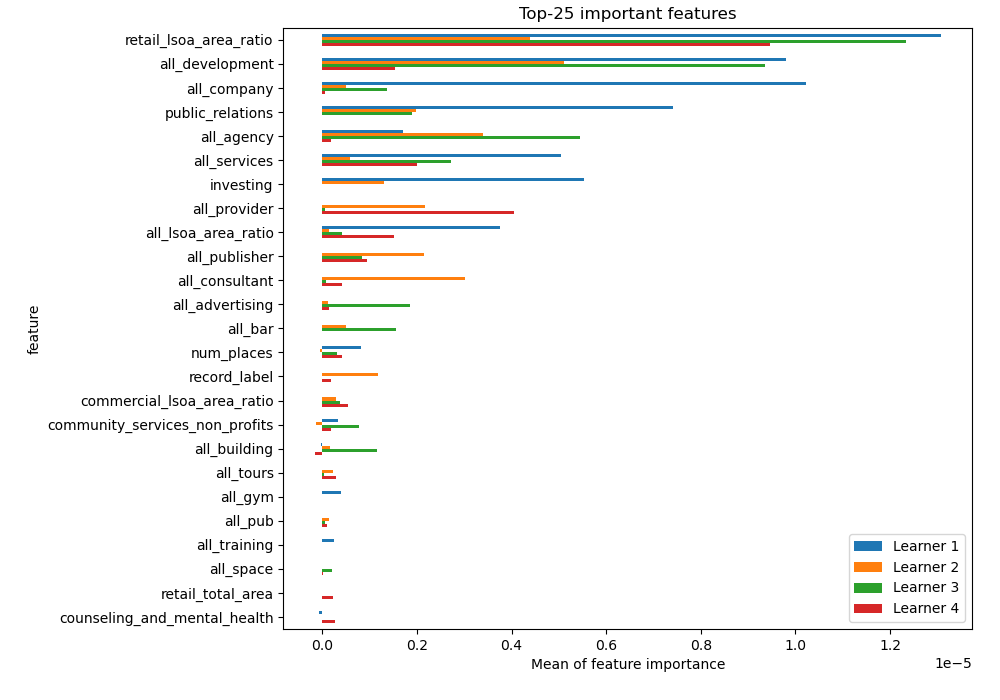 Top-25 important features
retail_lsoa_area_ratio
all_development
all_company
public_relations
all_agency
all_services
investing
all_provider
all_lsoa_area_ratio
all_publisher
all_consultant
all_advertising
all_bar
num_places
record_label
commercial_lsoa_area_ratio
community_services_non_profits
all_building
all_tours
all_gym
all_pub
all_training
all_space
retail_total_area
counseling_and_mental_health
feature
Learner 1
Learner 2
Learner 3
Learner 4
0.0 0.2 0.4 0.6 0.8 1.0 1.2
1e−5
Mean of feature importance